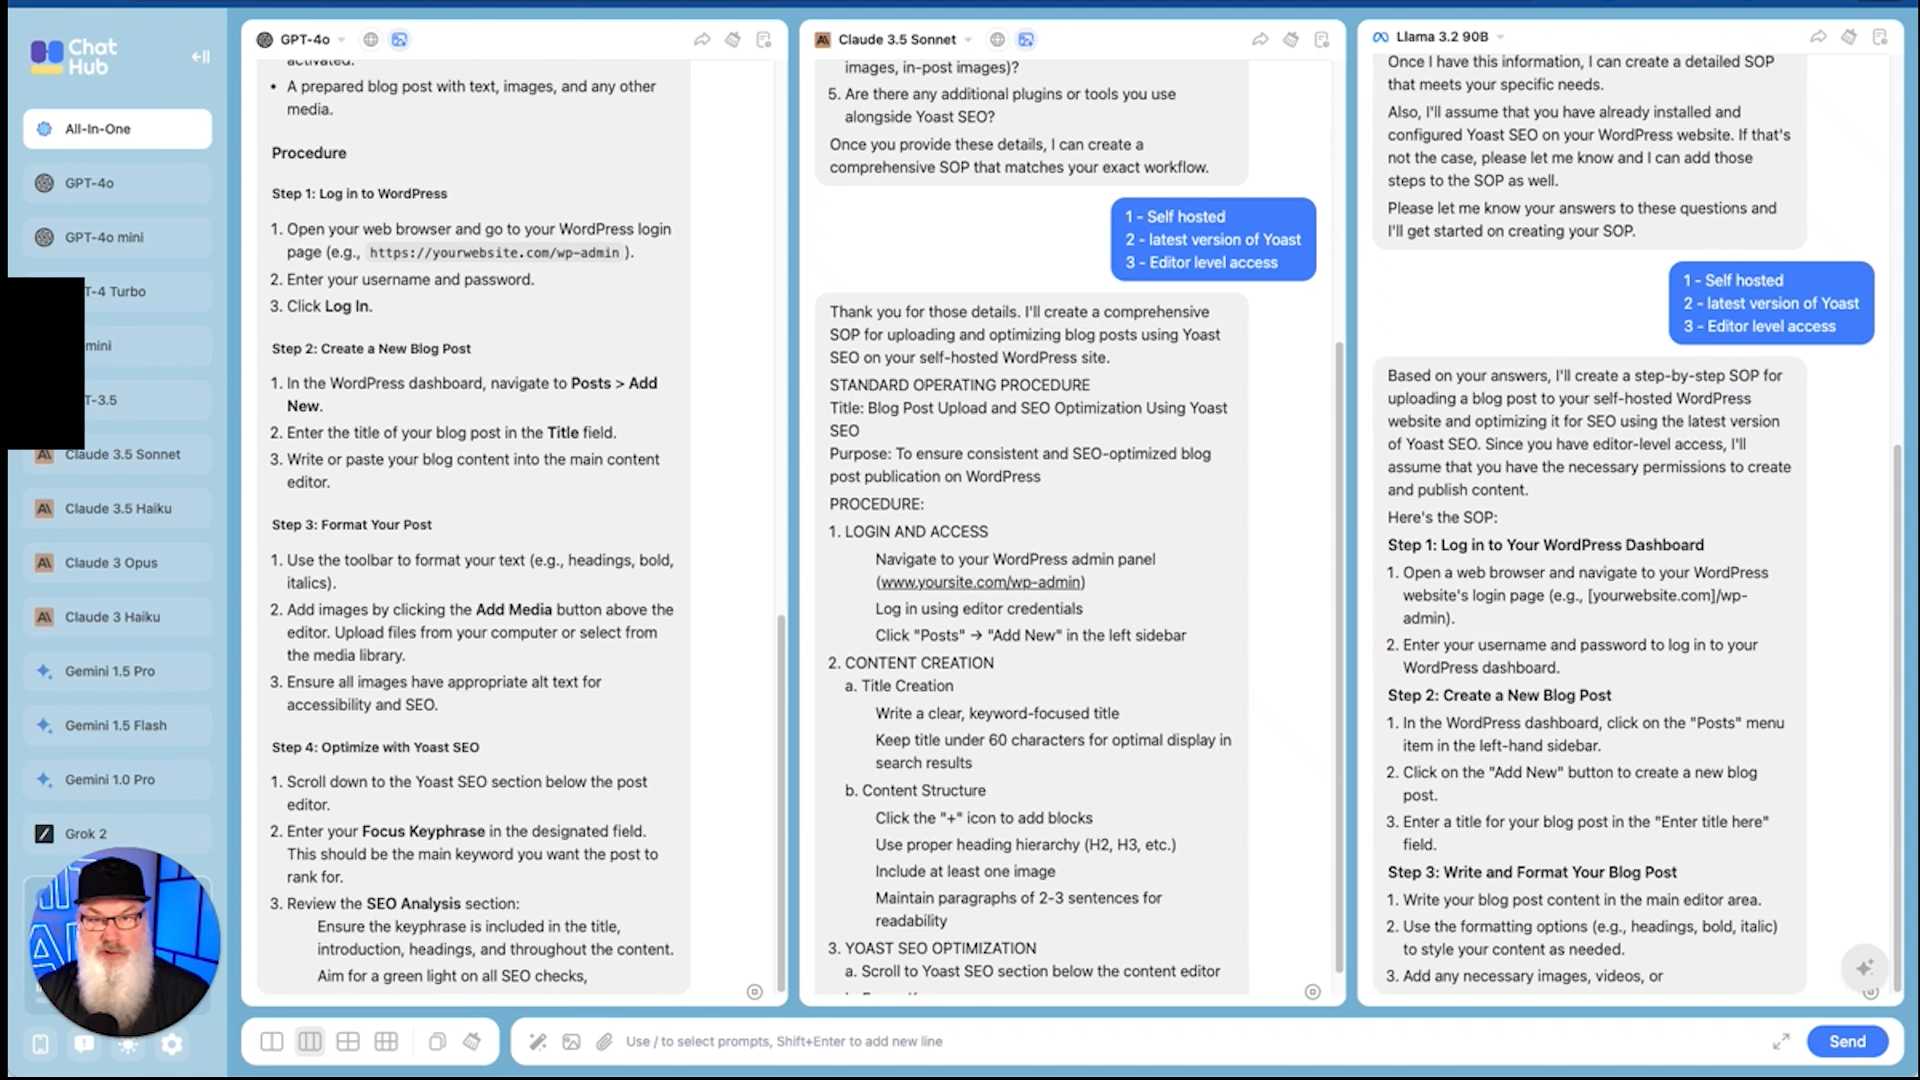 Chat
Hub
All-In-One
GPT-4o
GPT-4o mini
T-4 Turbo
mini
T-3.5
Claude 3.5 Sonnet
Claude 3.5 Haiku
Claude 3 Opus
Claude 3 Haiku
Gemini 1.5 Pro
Gemini 1.5 Flash
Gemini 1.0 Pro
Grok 2
GPT-4o
activated.
• A prepared blog post with text, images, and any other
media.
Procedure
Step 1: Log in to WordPress
1. Open your web browser and go to your WordPress login
page (e.g., https://yourwebsite.com/wp-admin ).
2. Enter your username and password.
3. Click Log In.
Step 2: Create a New Blog Post
1. In the WordPress dashboard, navigate to Posts > Add
New.
2. Enter the title of your blog post in the Title field.
3. Write or paste your blog content into the main content
editor.
Step 3: Format Your Post
1. Use the toolbar to format your text (e.g., headings, bold,
italics).
2. Add images by clicking the Add Media button above the
editor. Upload files from your computer or select from
the media library.
3. Ensure all images have appropriate alt text for
accessibility and SEO.
Step 4: Optimize with Yoast SEO
1. Scroll down to the Yoast SEO section below the post
editor.
2. Enter your Focus Keyphrase in the designated field.
This should be the main keyword you want the post to
rank for.
3. Review the SEO Analysis section:
Ensure the keyphrase is included in the title,
introduction, headings, and throughout the content.
Aim for a green light on all SEO checks,
Claude 3.5 Sonnet
images, in-post images)?
5. Are there any additional plugins or tools you use
alongside Yoast SEO?
Once you provide these details, I can create a
comprehensive SOP that matches your exact workflow.
1 - Self hosted
2 - latest version of Yoast
3 - Editor level access
Thank you for those details. I'll create a comprehensive
SOP for uploading and optimizing blog posts using Yoast
SEO on your self-hosted WordPress site.
STANDARD OPERATING PROCEDURE
Title: Blog Post Upload and SEO Optimization Using Yoast
SEO
Purpose: To ensure consistent and SEO-optimized blog
post publication on WordPress
PROCEDURE:
1. LOGIN AND ACCESS
Navigate to your WordPress admin panel
(www.yoursite.com/wp-admin)
Log in using editor credentials
Click "Posts" → "Add New" in the left sidebar
2. CONTENT CREATION
a. Title Creation
Write a clear, keyword-focused title
Keep title under 60 characters for optimal display in
search results
b. Content Structure
Click the "+" icon to add blocks
Use proper heading hierarchy (H2, H3, etc.)
Include at least one image
Maintain paragraphs of 2-3 sentences for
readability
3. YOAST SEO OPTIMIZATION
a. Scroll to Yoast SEO section below the content editor
Llama 3.2 90B
Once I have this information, I can create a detailed SOP
that meets your specific needs.
Also, I'll assume that you have already installed and
configured Yoast SEO on your WordPress website. If that's
not the case, please let me know and I can add those
steps to the SOP as well.
Please let me know your answers to these questions and
I'll get started on creating your SOP.
1 - Self hosted
2 - latest version of Yoast
3 - Editor level access
Based on your answers, I'll create a step-by-step SOP for
uploading a blog post to your self-hosted WordPress
website and optimizing it for SEO using the latest version
of Yoast SEO. Since you have editor-level access, I'll
assume that you have the necessary permissions to create
and publish content.
Here's the SOP:
Step 1: Log in to Your WordPress Dashboard
1. Open a web browser and navigate to your WordPress
website's login page (e.g., [yourwebsite.com]/wp-
admin).
2. Enter your username and password to log in to your
WordPress dashboard.
Step 2: Create a New Blog Post
1. In the WordPress dashboard, click on the "Posts" menu
item in the left-hand sidebar.
2. Click on the "Add New" button to create a new blog
post.
3. Enter a title for your blog post in the "Enter title here"
field.
Step 3: Write and Format Your Blog Post
1. Write your blog post content in the main editor area.
2. Use the formatting options (e.g., headings, bold, italic)
to style your content as needed.
3. Add any necessary images, videos, or
Use / to select prompts, Shift+Enter to add new line
Send